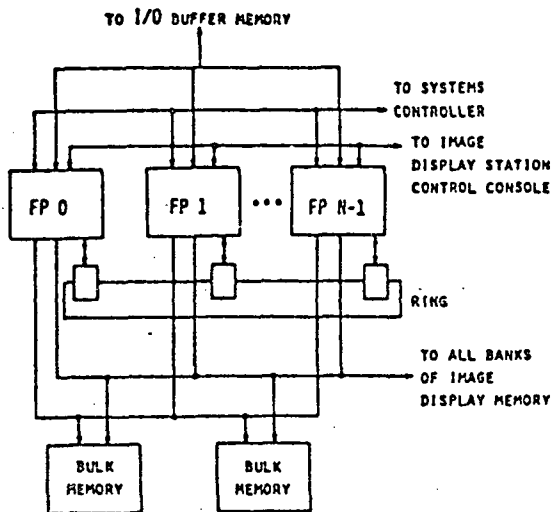 TO I/O BUFFER MEMORY
TO SYSTEMS
CONTROLLER
TO IMAGE
DISPLAY STATION
CONTROL CONSOLE
FP 0
FP 1
•••
FP N-1
RING
TO ALL BANKS
OF IMAGE
DISPLAY MEMORY
BULK
MEMORY
BULK
MEMORY